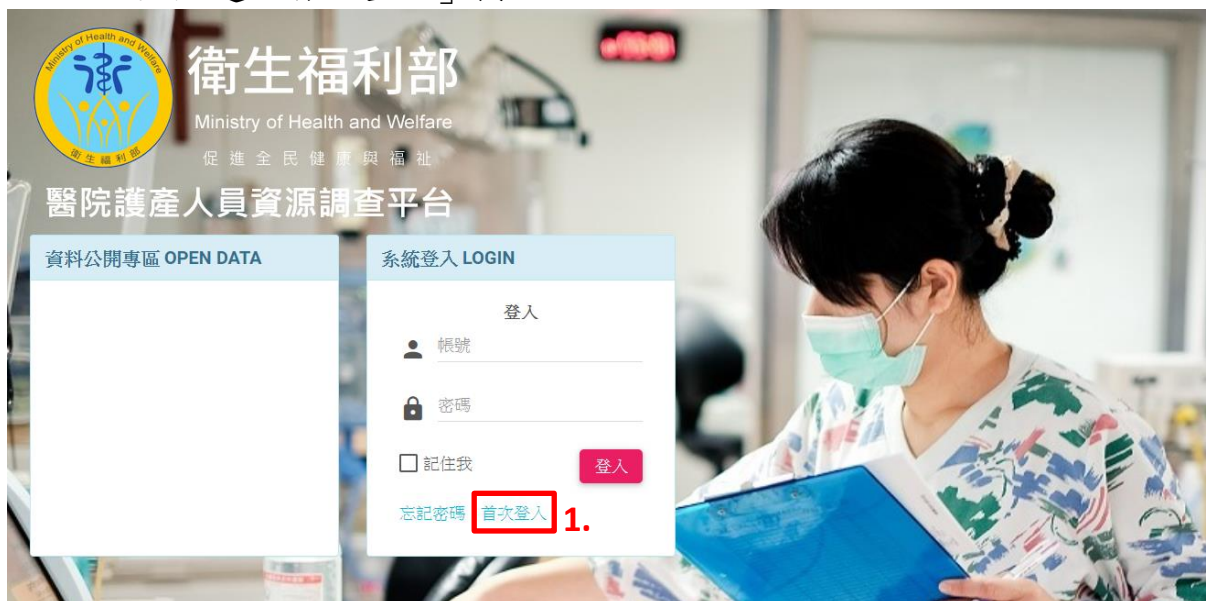 衛生福利部
Ministry of Health and Welfare
促進全民健康與福祉
Ministry of Health and Welfare
衛生福利部
醫院護產人員資源調查平台
資料公開專區 OPEN DATA
系統登入 LOGIN
登入
帳號
密碼
記住我
登入
忘記密碼 首次登入 1.